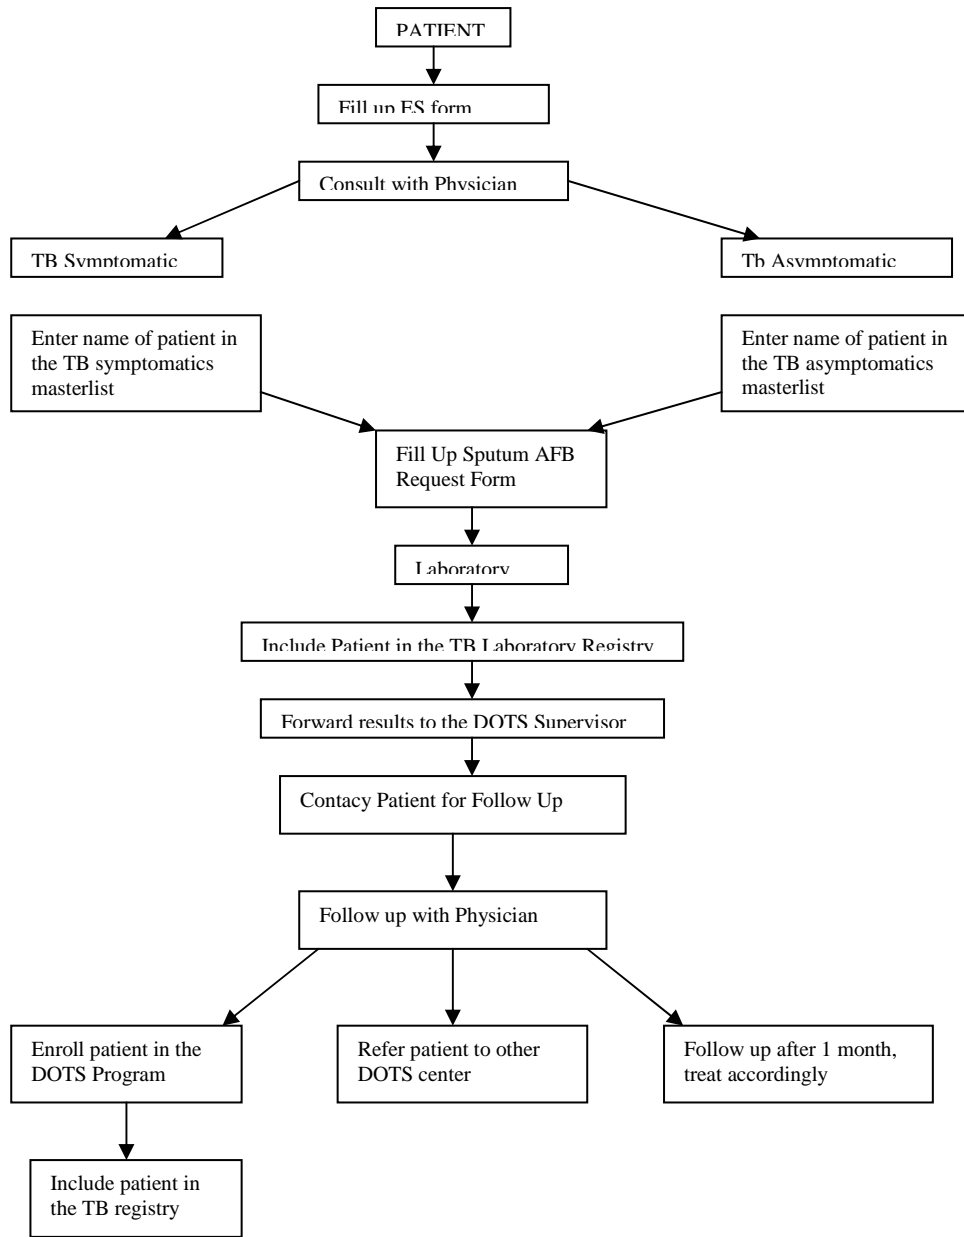 PATIENT
Fill up ES form
Consult with Physician
TB Symptomatic
Tb Asymptomatic
Enter name of patient in
the TB symptomatics
masterlist
Enter name of patient in
the TB asymptomatics
masterlist
Fill Up Sputum AFB
Request Form
Laboratory
Include Patient in the TB Laboratory Registry
Forward results to the DOTS Supervisor
Contacy Patient for Follow Up
Follow up with Physician
Enroll patient in the
DOTS Program
Refer patient to other
DOTS center
Follow up after 1 month,
treat accordingly
Include patient in
the TB registry